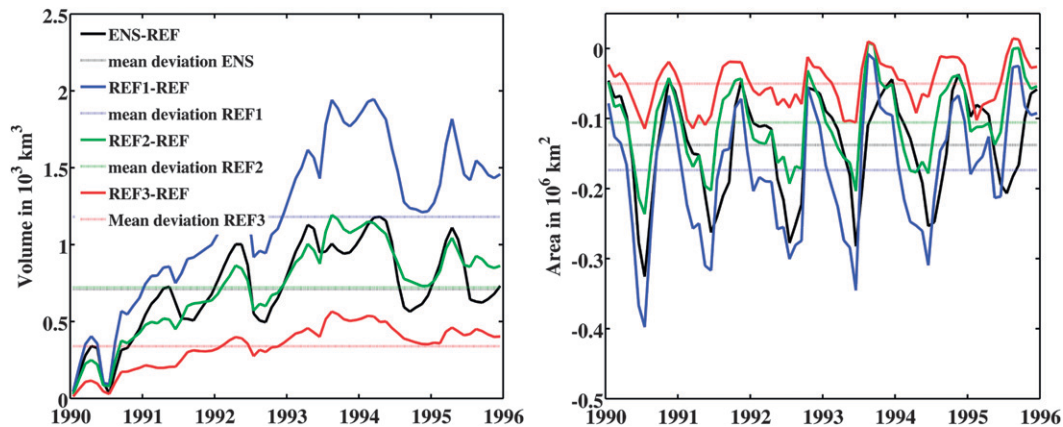 2.5
2
1.5
1
0.5
0
Volume in 10³ km³
ENS-REF
mean deviation ENS
REF1-REF
mean deviation REF1
REF2-REF
mean deviation REF2
REF3-REF
Mean deviation REF3
1990 1991 1992 1993 1994 1995 1996
0
-0.1
-0.2
-0.3
-0.4
-0.5
Area in 10⁶ km²
1990 1991 1992 1993 1994 1995 1996